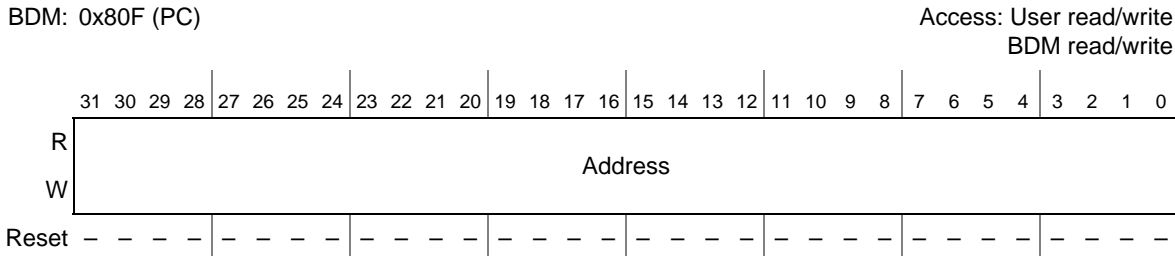 BDM: 0x80F (PC) Access: User read/write
BDM read/write
31 30 29 28 27 26 25 24 23 22 21 20 19 18 17 16 15 14 13 12 11 10 9 8 7 6 5 4 3 2 1 0
R
Address
W
Reset – – – – – – – – – – – – – – – – – – – – – – – – – – – – – – – –